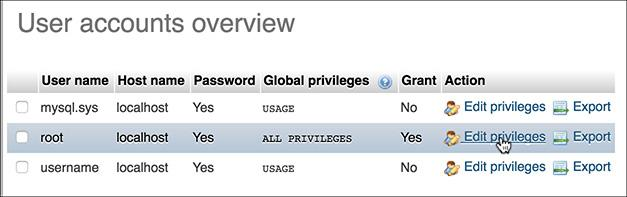 User accounts overview
User name Host name Password Global privileges Grant Action
mysql.sys localhost Yes USAGE No Edit privileges Export
root localhost Yes ALL PRIVILEGES Yes Edit privileges Export
username localhost Yes USAGE No Edit privileges Export